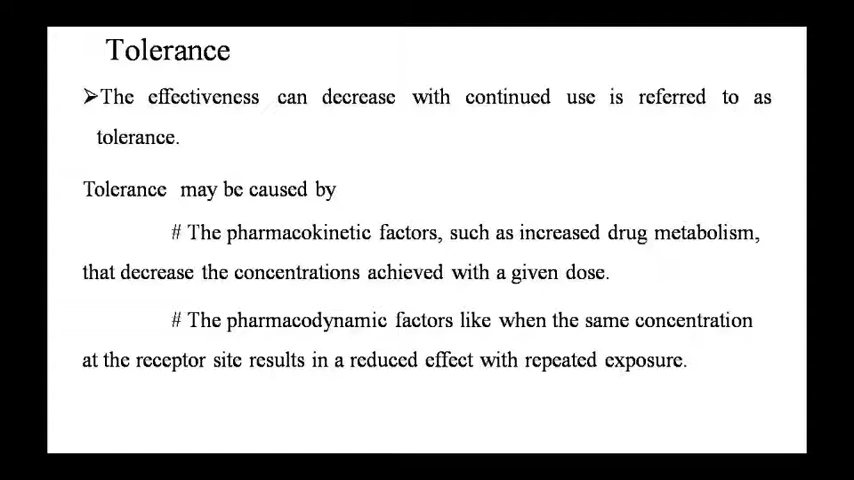 Tolerance
➢The effectiveness can decrease with continued use is referred to as
tolerance.
Tolerance may be caused by
# The pharmacokinetic factors, such as increased drug metabolism,
that decrease the concentrations achieved with a given dose.
# The pharmacodynamic factors like when the same concentration
at the receptor site results in a reduced effect with repeated exposure.